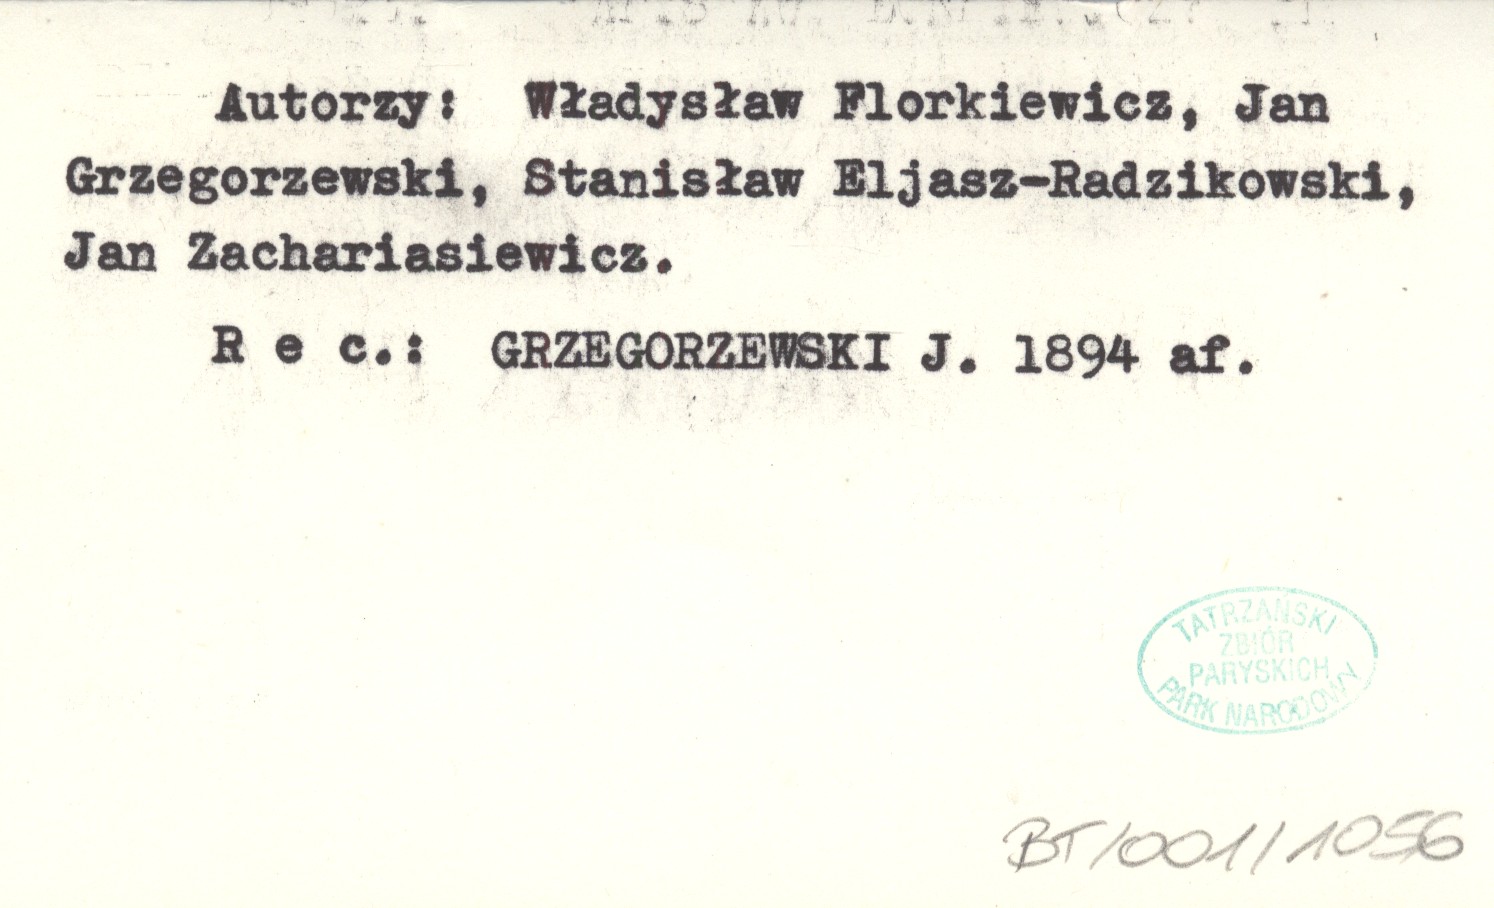 Autorzy: Władysław Florkiewicz, Jan
Grzegorzewski, Stanisław Eljasz-Radzikowski,
Jan Zachariasiewicz.
R e c.: GRZEGORZEWSKI J. 1894 af.
TATRZAŃSKI
ZBIÓR
PARYSKICH
PARK NARODOWY
BT/001/1056